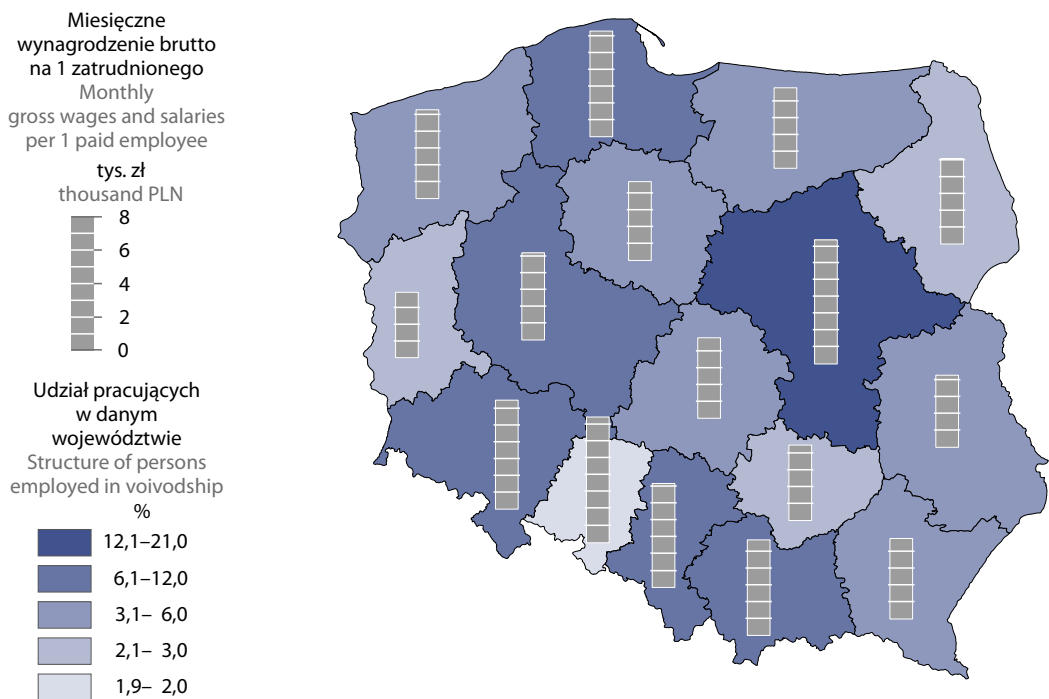 Miesięczne
wynagrodzenie brutto
na 1 zatrudnionego
Monthly
gross wages and salaries
per 1 paid employee
tys. zł
thousand PLN
8
6
4
2
0
Udział pracujących
w danym
województwie
Structure of persons
employed in voivodship
%
12,1–21,0
6,1–12,0
3,1– 6,0
2,1– 3,0
1,9– 2,0